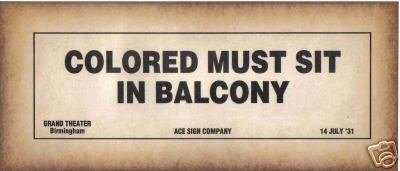 COLORED MUST SIT
IN BALCONY
GRAND THEATER
Birmingham
ACE SIGN COMPANY
14 JULY '31